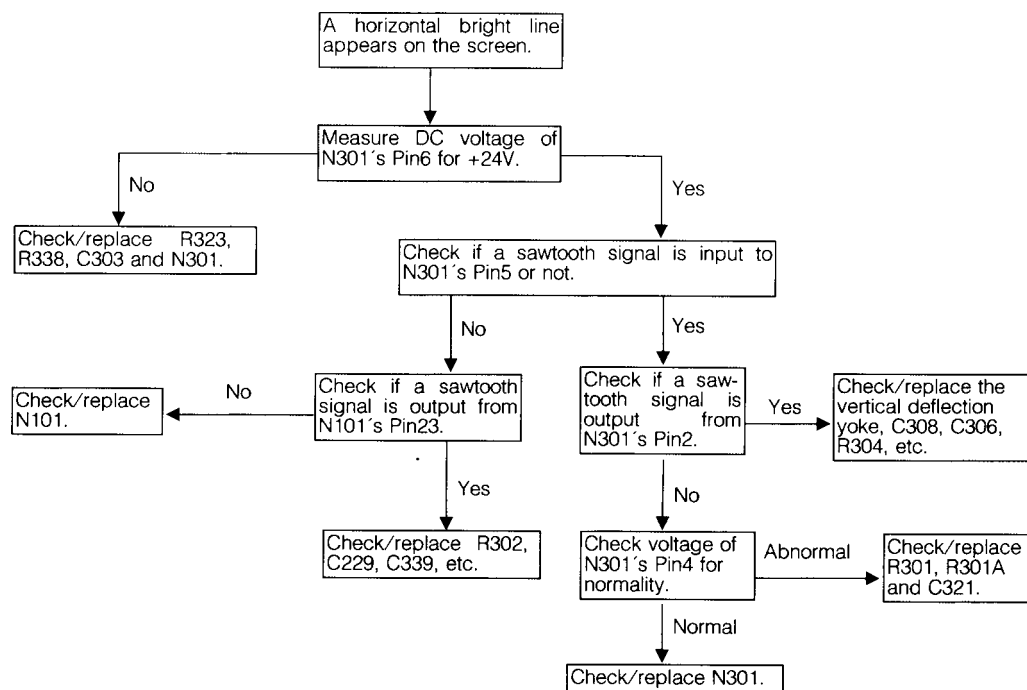 A horizontal bright line
appears on the screen.
Measure DC voltage of
N301´s Pin6 for +24V.
No
Yes
Check/replace R323,
R338, C303 and N301.
Check if a sawtooth signal is input to
N301´s Pin5 or not.
No
Yes
Check/replace
N101.
No
Check if a sawtooth
signal is output from
N101´s Pin23.
Check if a saw-
tooth signal is
output from
N301´s Pin2.
Yes
Check/replace the
vertical deflection
yoke, C308, C306,
R304, etc.
Yes
No
Check/replace R302,
C229, C339, etc.
Check voltage of
N301´s Pin4 for
normality.
Abnormal
Check/replace
R301, R301A
and C321.
Normal
Check/replace N301.